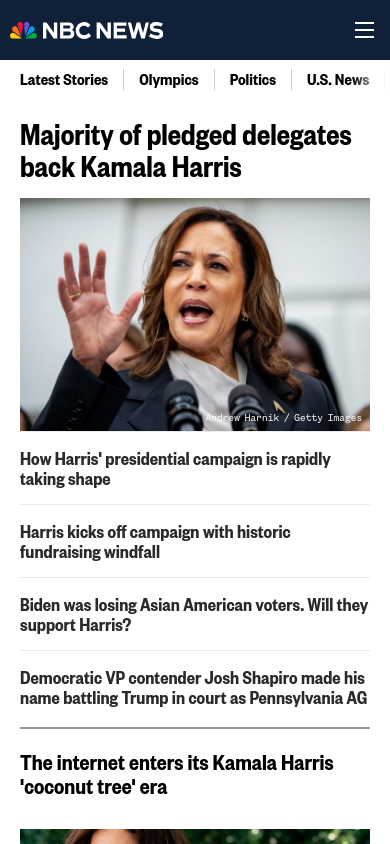 NBC NEWS
Latest Stories
Olympics
Politics
U.S. News
Majority of pledged delegates
back Kamala Harris
Andrew Harnik / Getty Images
How Harris' presidential campaign is rapidly
taking shape
Harris kicks off campaign with historic
fundraising windfall
Biden was losing Asian American voters. Will they
support Harris?
Democratic VP contender Josh Shapiro made his
name battling Trump in court as Pennsylvania AG
The internet enters its Kamala Harris
'coconut tree' era